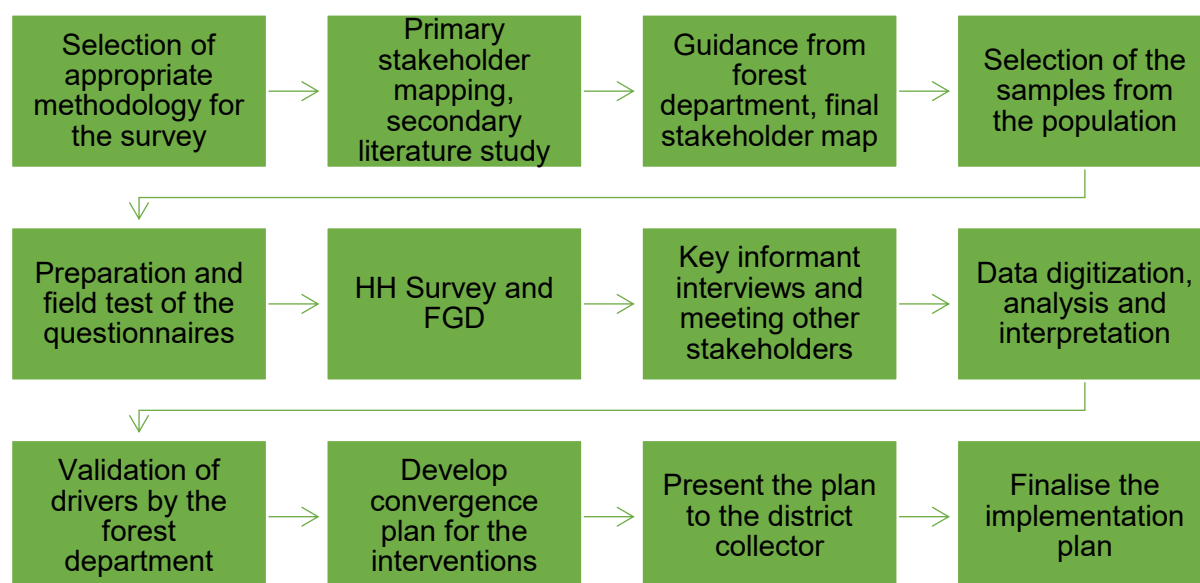 Selection of
appropriate
methodology for
the survey
Primary
stakeholder
mapping,
secondary
literature study
Guidance from
forest
department, final
stakeholder map
Selection of the
samples from
the population
Preparation and
field test of the
questionnaires
HH Survey and
FGD
Key informant
interviews and
meeting other
stakeholders
Data digitization,
analysis and
interpretation
Validation of
drivers by the
forest
department
Develop
convergence
plan for the
interventions
Present the plan
to the district
collector
Finalise the
implementation
plan